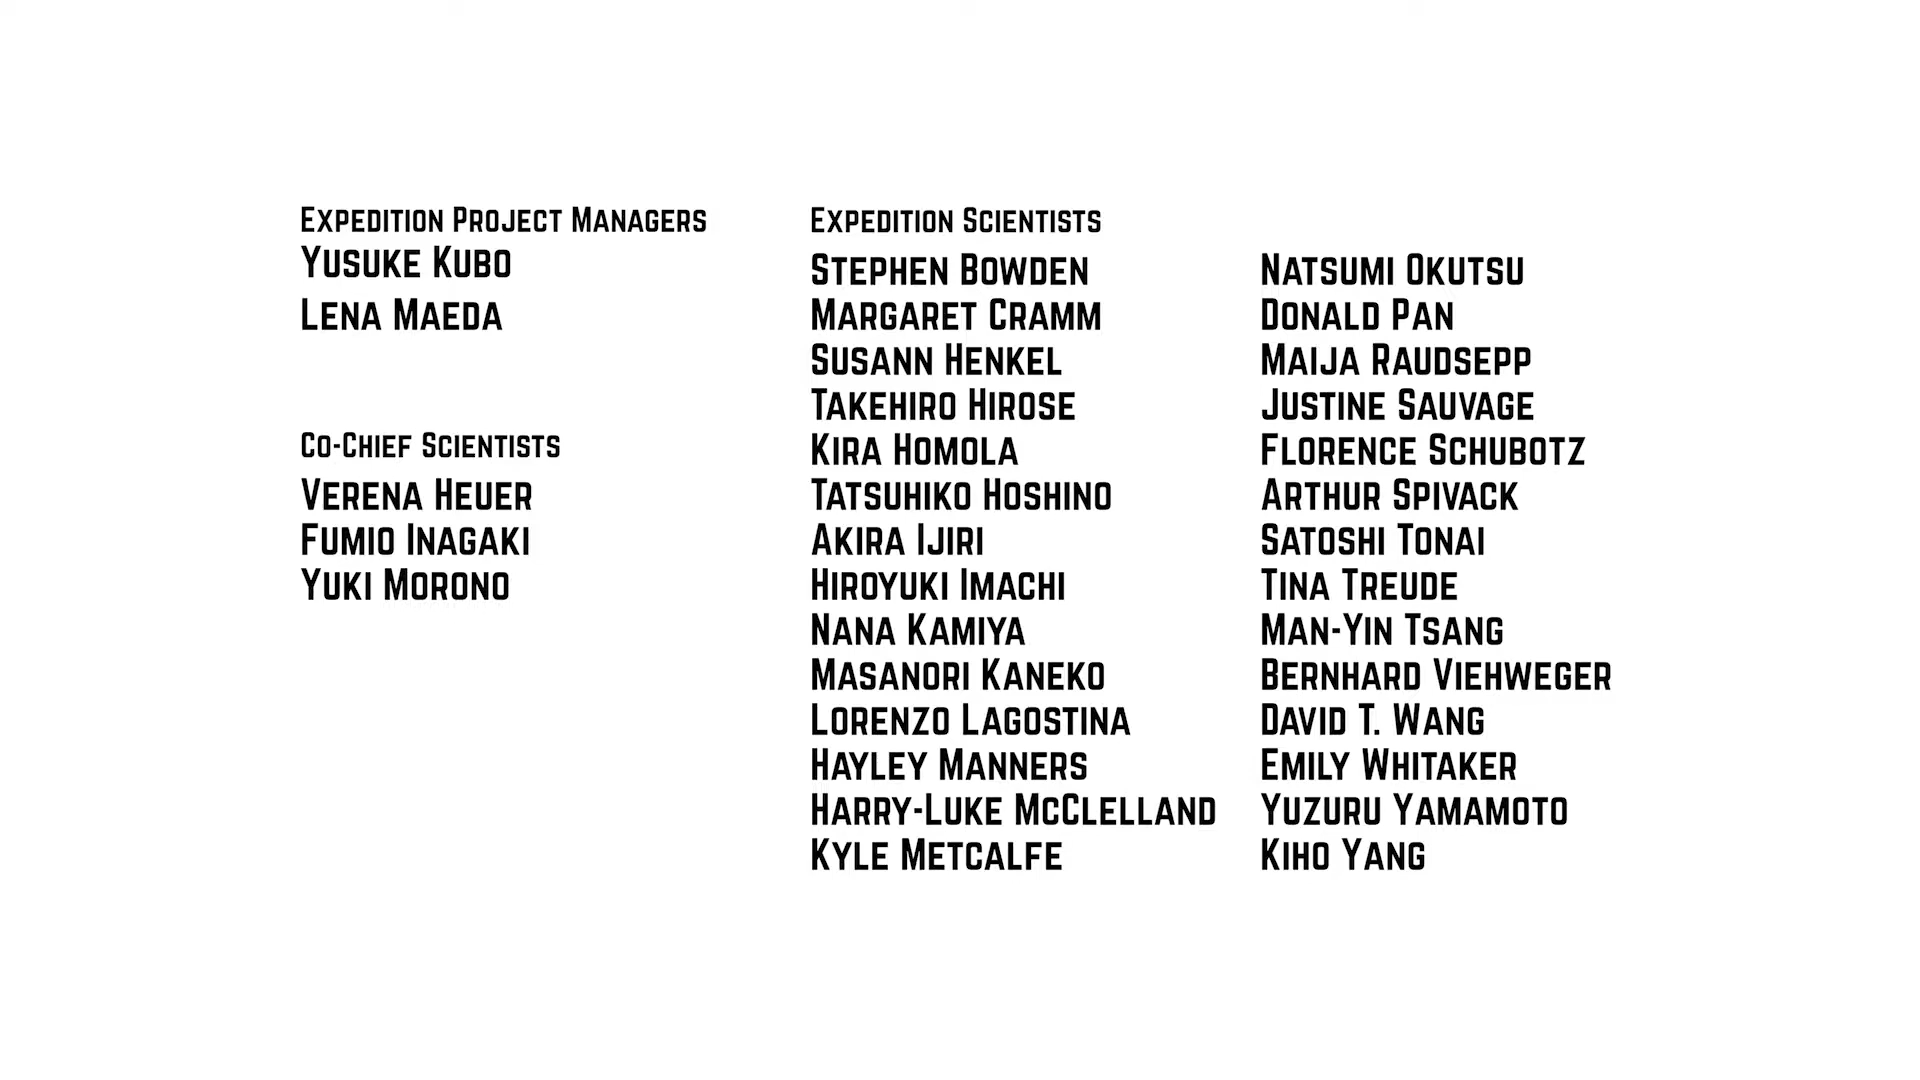 Expedition Project Managers
Yusuke Kubo
Lena Maeda
Co-Chief Scientists
Verena Heuer
Fumio Inagaki
Yuki Morono
Expedition Scientists
Stephen Bowden
Margaret Cramm
Susann Henkel
Takehiro Hirose
Kira Homola
Tatsuhiko Hoshino
Akira Ijiri
Hiroyuki Imachi
Nana Kamiya
Masanori Kaneko
Lorenzo Lagostina
Hayley Manners
Harry-Luke McClelland
Kyle Metcalfe
Natsumi Okutsu
Donald Pan
Maija Raudsepp
Justine Sauvage
Florence Schubotz
Arthur Spivack
Satoshi Tonai
Tina Treude
Man-Yin Tsang
Bernhard Viehweger
David T. Wang
Emily Whitaker
Yuzuru Yamamoto
Kiho Yang